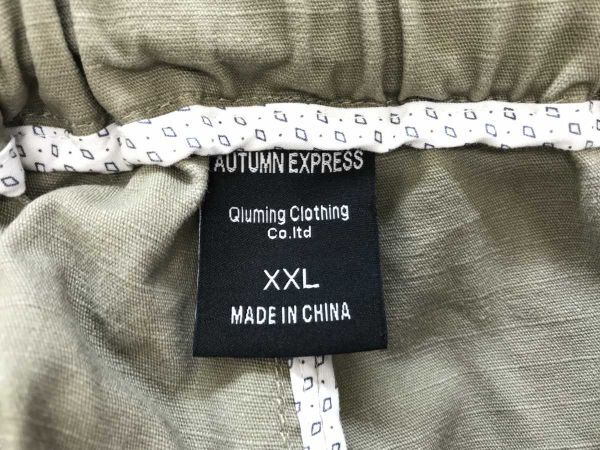 AUTUMN EXPRESS
Qiuming Clothing
Co.ltd
XXL
MADE IN CHINA